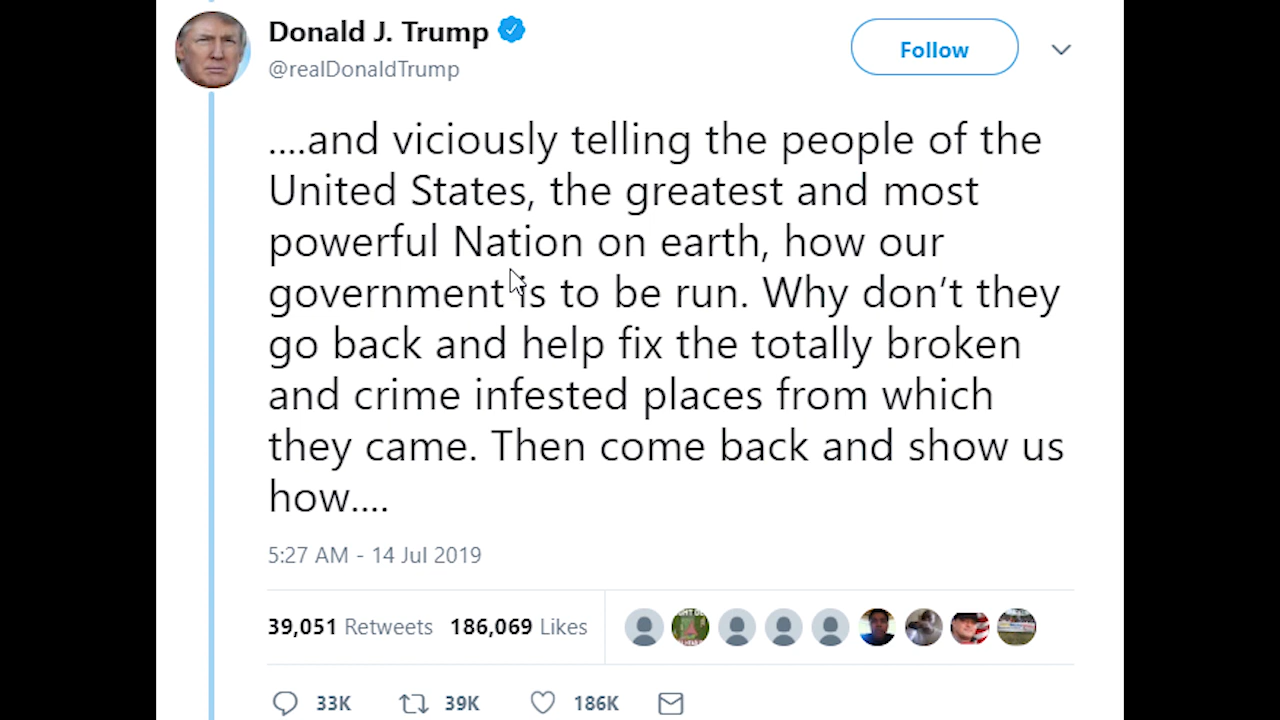 Donald J. Trump
Follow
@realDonaldTrump
....and viciously telling the people of the
United States, the greatest and most
powerful Nation on earth, how our
government is to be run. Why don’t they
go back and help fix the totally broken
and crime infested places from which
they came. Then come back and show us
how....
5:27 AM - 14 Jul 2019
39,051 Retweets 186,069 Likes
33K 39K 186K